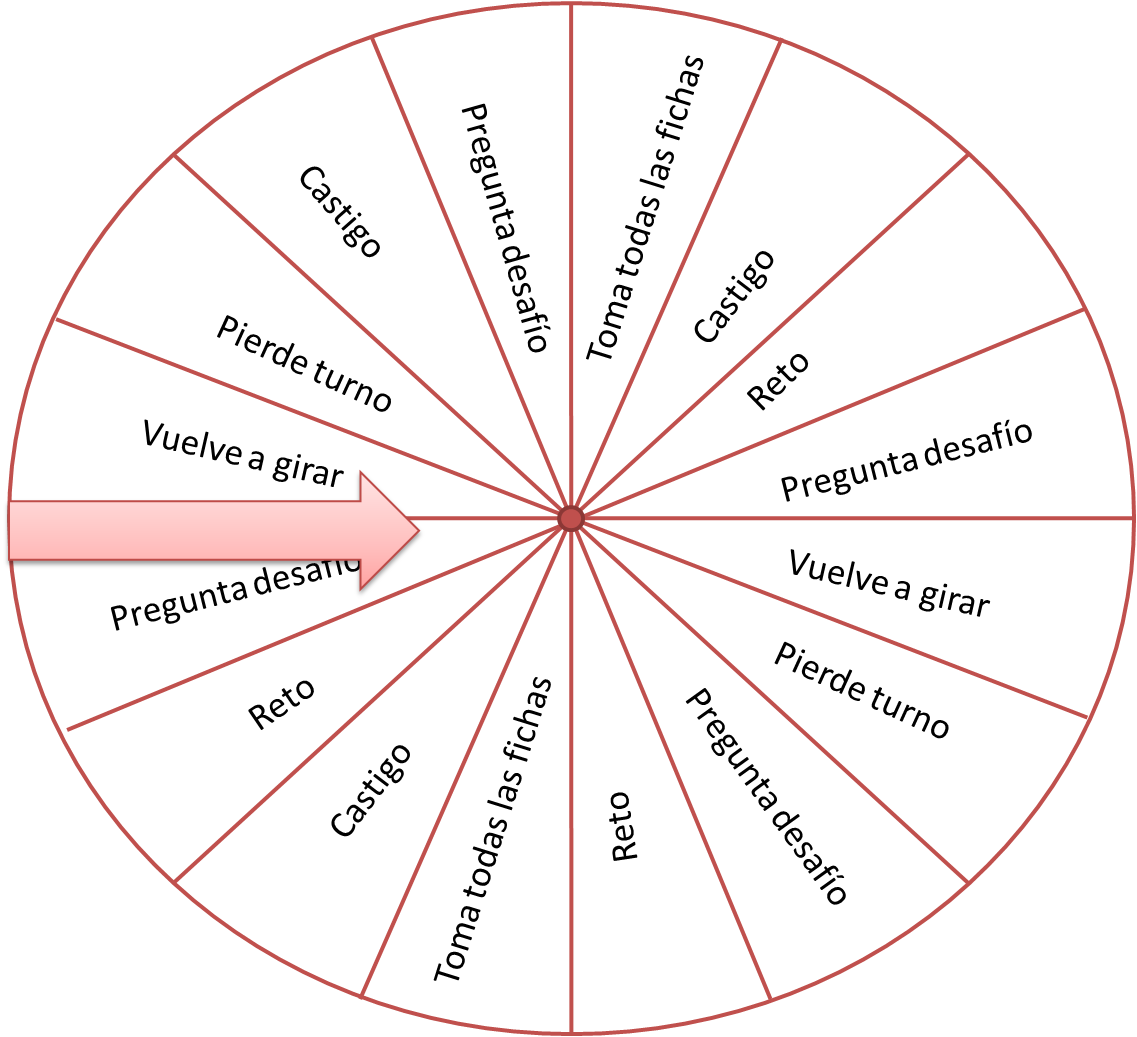 Toma todas las fichas
Castigo
Reto
Pregunta desafío
Vuelve a girar
Pierde turno
Pregunta desafío
Reto
Toma todas las fichas
Castigo
Reto
Pregunta desafío
Vuelve a girar
Pierde turno
Castigo
Pregunta desafío